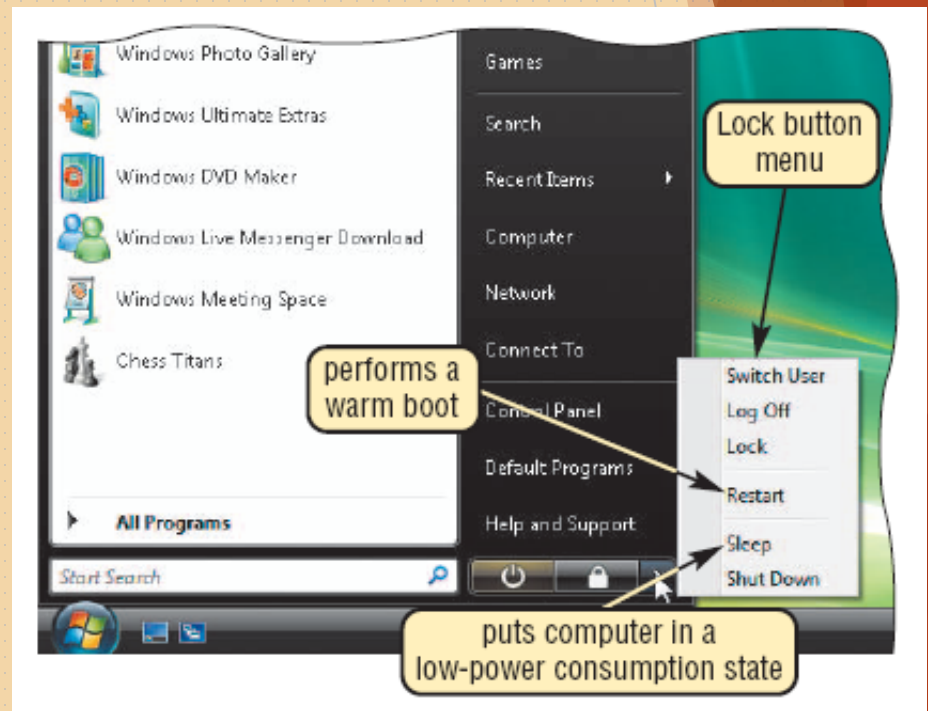 Windows Photo Gallery
Windows Ultimate Extras
Windows DVD Maker
Windows Live Messenger Download
Windows Meeting Space
Chess Titans
All Programs
Start Search
Games
Search
Recent Items
Computer
Network
Connect To
Control Panel
Default Programs
Help and Support
Lock button
menu
Switch User
Log Off
Lock
Restart
Sleep
Shut Down
performs a
warm boot
puts computer in a
low-power consumption state